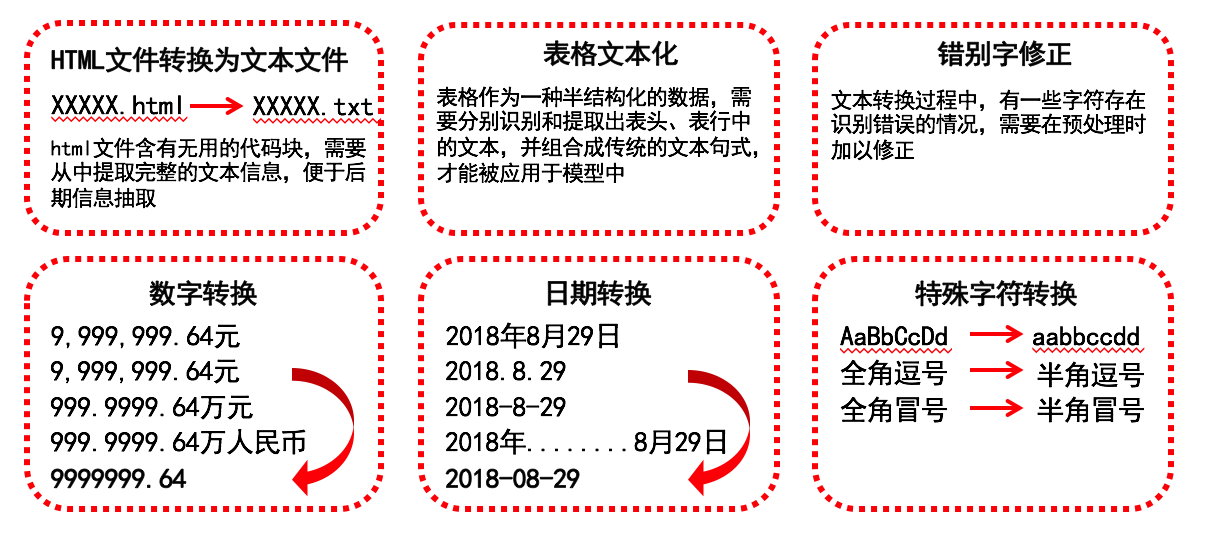 HTML文件转换为文本文件
XXXXX.html XXXXX.txt
html文件含有无用的代码块，需要
从中提取完整的文本信息，便于后
期信息抽取
表格文本化
表格作为一种半结构化的数据，需
要分别识别和提取出表头、表行中
的文本，并组合成传统的文本句式，
才能被应用于模型中
错别字修正
文本转换过程中，有一些字符存在
识别错误的情况，需要在预处理时
加以修正
数字转换
9,999,999.64元
9,999,999.64元
999.9999.64万元
999.9999.64万人民币
9999999.64
日期转换
2018年8月29日
2018.8.29
2018-8-29
2018年........8月29日
2018-08-29
特殊字符转换
AaBbCcDd aabbccdd
全角逗号 半角逗号
全角冒号 半角冒号